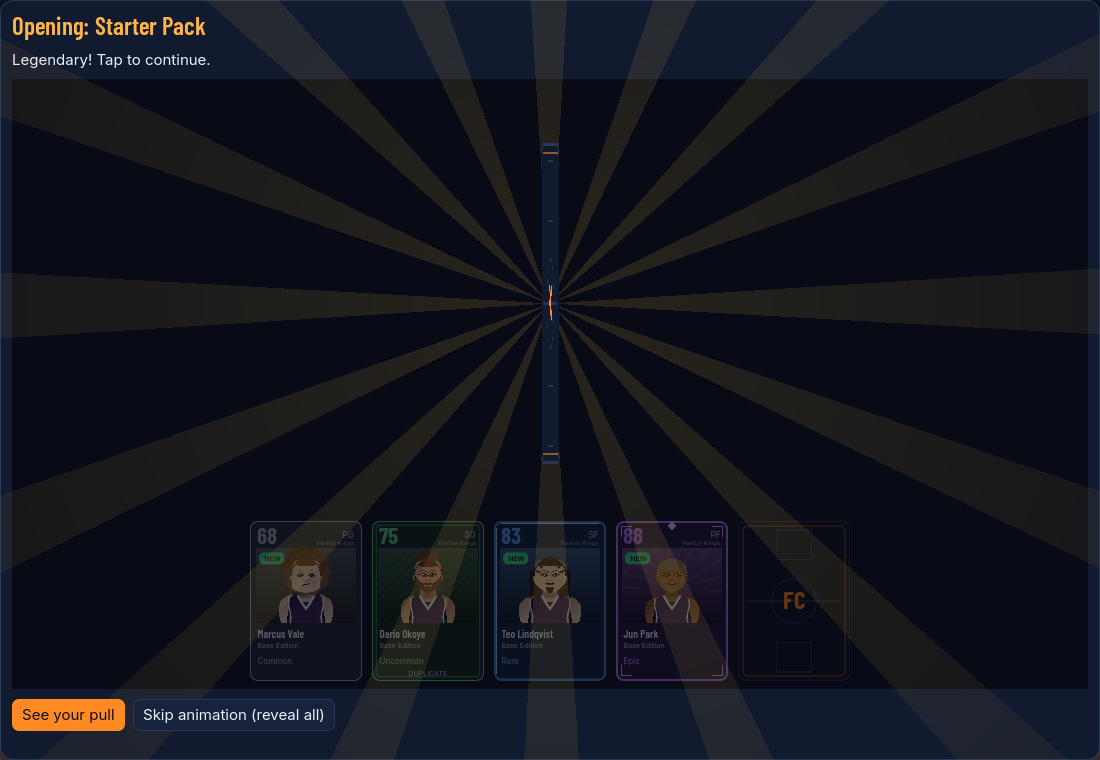 Opening: Starter Pack
Legendary! Tap to continue.
68 PG
Harbor Kings
NEW
Marcus Vale
Base Edition
Common
75 SG
Harbor Kings
Dario Okoye
Base Edition
Uncommon
DUPLICATE
83 SF
Harbor Kings
NEW
Teo Lindqvist
Base Edition
Rare
88 PF
Harbor Kings
NEW
Jun Park
Base Edition
Epic
FC
See your pull
Skip animation (reveal all)